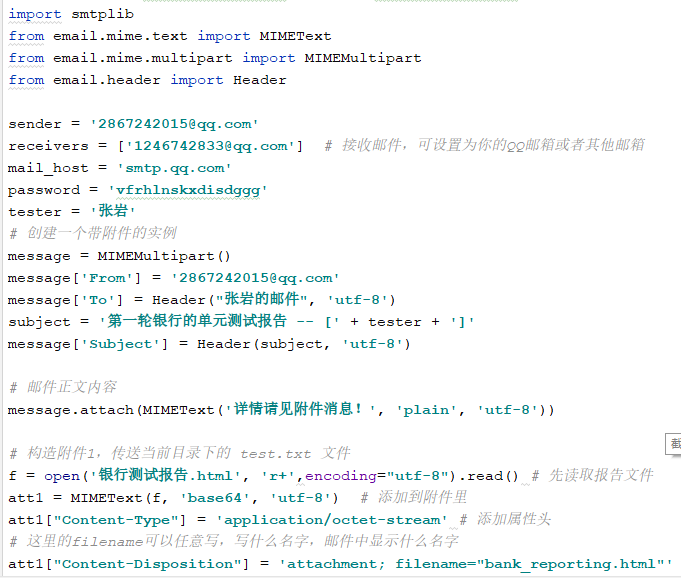 import smtplib
from email.mime.text import MIMEText
from email.mime.multipart import MIMEMultipart
from email.header import Header
sender = '2867242015@qq.com'
receivers = ['1246742833@qq.com']  # 接收邮件，可设置为你的QQ邮箱或者其他邮箱
mail_host = 'smtp.qq.com'
password = 'vfrhlnskxdisdggg'
tester = '张岩'
# 创建一个带附件的实例
message = MIMEMultipart()
message['From'] = '2867242015@qq.com'
message['To'] = Header("张岩的邮件", 'utf-8')
subject = '第一轮银行的单元测试报告 -- [' + tester + ']'
message['Subject'] = Header(subject, 'utf-8')
# 邮件正文内容
message.attach(MIMEText('详情请见附件消息！', 'plain', 'utf-8'))
# 构造附件1，传送当前目录下的 test.txt 文件
f = open('银行测试报告.html', 'r+',encoding="utf-8").read() # 先读取报告文件
att1 = MIMEText(f, 'base64', 'utf-8')  # 添加到附件里
att1["Content-Type"] = 'application/octet-stream' # 添加属性头
# 这里的filename可以任意写，写什么名字，邮件中显示什么名字
att1["Content-Disposition"] = 'attachment; filename="bank_reporting.html"'